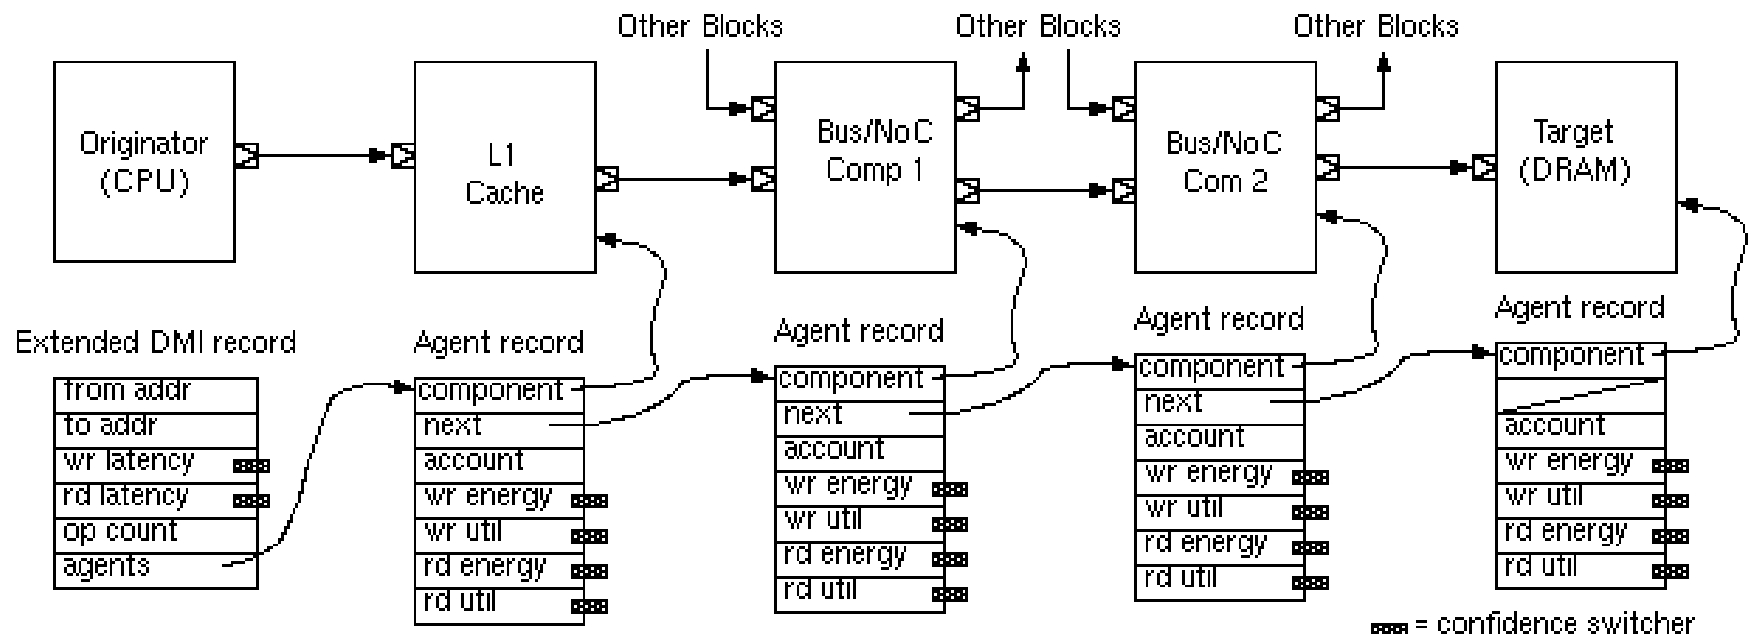 Other Blocks
Other Blocks
Other Blocks
Originator
(CPU)
L1
Cache
Bus/NoC
Comp 1
Bus/NoC
Com 2
Target
(DRAM)
Extended DMI record
from addr
to addr
wr latency
rd latency
op count
agents
Agent record
component
next
account
wr energy
wr util
rd energy
rd util
Agent record
component
next
account
wr energy
wr util
rd energy
rd util
Agent record
component
next
account
wr energy
wr util
rd energy
rd util
Agent record
component
account
wr energy
wr util
rd energy
rd util
= confidence switcher